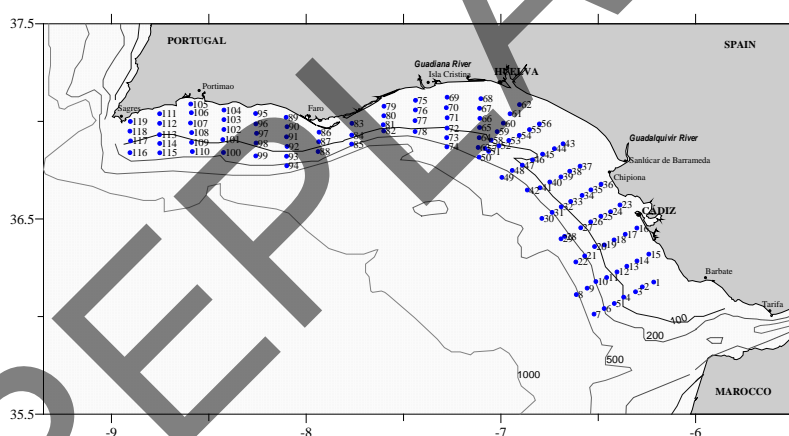 37.5
PORTUGAL
SPAIN
Guadiana River
Isla Cristina
HUELVA
Portimao
Sagres
Faro
105 104 95 89 79 75 69 68 62
111 106 103 96 90 83 80 76 70 67 61
119 112 107 102 97 91 86 84 81 77 71 66 60 56
118 113 108 101 98 92 87 85 82 78 72 65 59 55
117 114 109 100 99 93 88 73 64 58 54
116 115 110 94 74 53 44 43
50 51 52 45
49 48 47 46 37
42 41 40 39 38 36
Guadalquivir River
Sanlúcar de Barrameda
Chipiona
36.5
30 31 32 33 34 35
CÁDIZ
29 28 27 26 25 24 23
22 21 20 19 18 17 16
8 9 10 11 12 13 14 15
7 6 5 4 3 2 1
Barbate
Tarifa
100
200
500
1000
MAROCCO
35.5
-9 -8 -7 -6